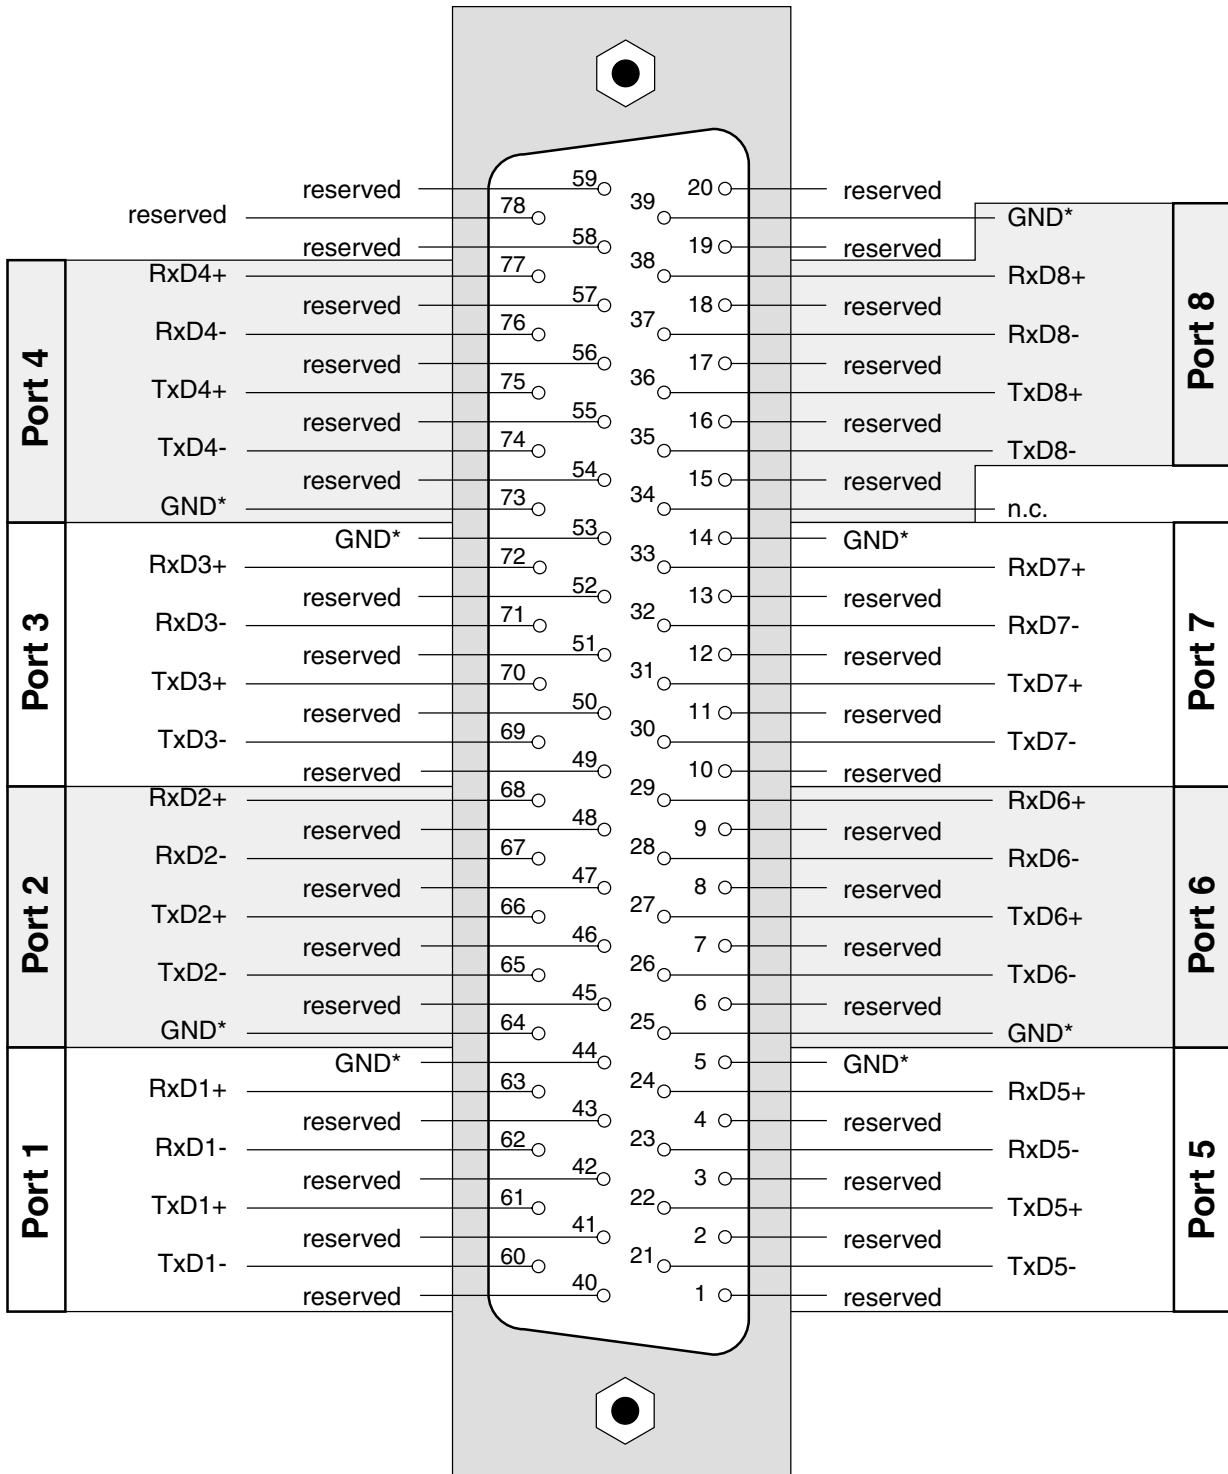 reserved 59 20 reserved
reserved 78 39 GND*
reserved 58 19 reserved
RxD4+ 77 38 RxD8+
reserved 57 18 reserved
RxD4- 76 37 RxD8-
reserved 56 17 reserved
TxD4+ 75 36 TxD8+
reserved 55 16 reserved
TxD4- 74 35 TxD8-
reserved 54 15 reserved
GND* 73 34 n.c.
Port 4
Port 8
GND* 53 14 GND*
RxD3+ 72 33 RxD7+
reserved 52 13 reserved
RxD3- 71 32 RxD7-
reserved 51 12 reserved
TxD3+ 70 31 TxD7+
reserved 50 11 reserved
TxD3- 69 30 TxD7-
reserved 49 10 reserved
Port 3
Port 7
RxD2+ 68 29 RxD6+
reserved 48 9 reserved
RxD2- 67 28 RxD6-
reserved 47 8 reserved
TxD2+ 66 27 TxD6+
reserved 46 7 reserved
TxD2- 65 26 TxD6-
reserved 45 6 reserved
GND* 64 25 GND*
Port 2
Port 6
GND* 44 5 GND*
RxD1+ 63 24 RxD5+
reserved 43 4 reserved
RxD1- 62 23 RxD5-
reserved 42 3 reserved
TxD1+ 61 22 TxD5+
reserved 41 2 reserved
TxD1- 60 21 TxD5-
reserved 40 1 reserved
Port 1
Port 5